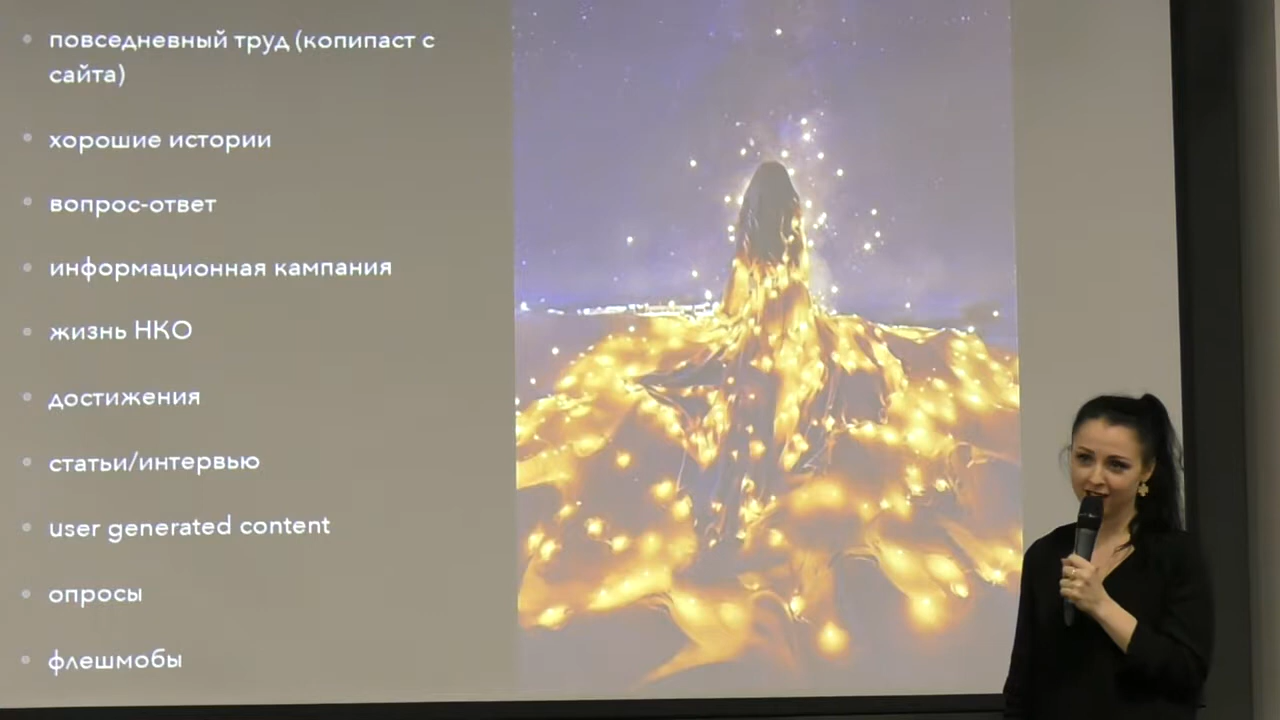 повседневный труд (копипаст с
сайта)
хорошие истории
вопрос-ответ
информационная кампания
жизнь НКО
достижения
статьи/интервью
user generated content
опросы
флешмобы